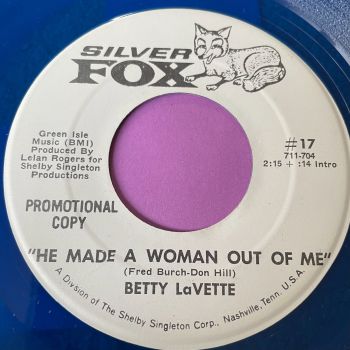 SILVER
FOX
Green Isle
Music (BMI)
Produced By
Lelan Rogers for
Shelby Singleton
Productions
#17
711-704
2:15 + :14 Intro
PROMOTIONAL
COPY
"HE MADE A WOMAN OUT OF ME"
(Fred Burch-Don Hill)
BETTY LaVETTE
A Division of The Shelby Singleton Corp., Nashville, Tenn. U.S.A.